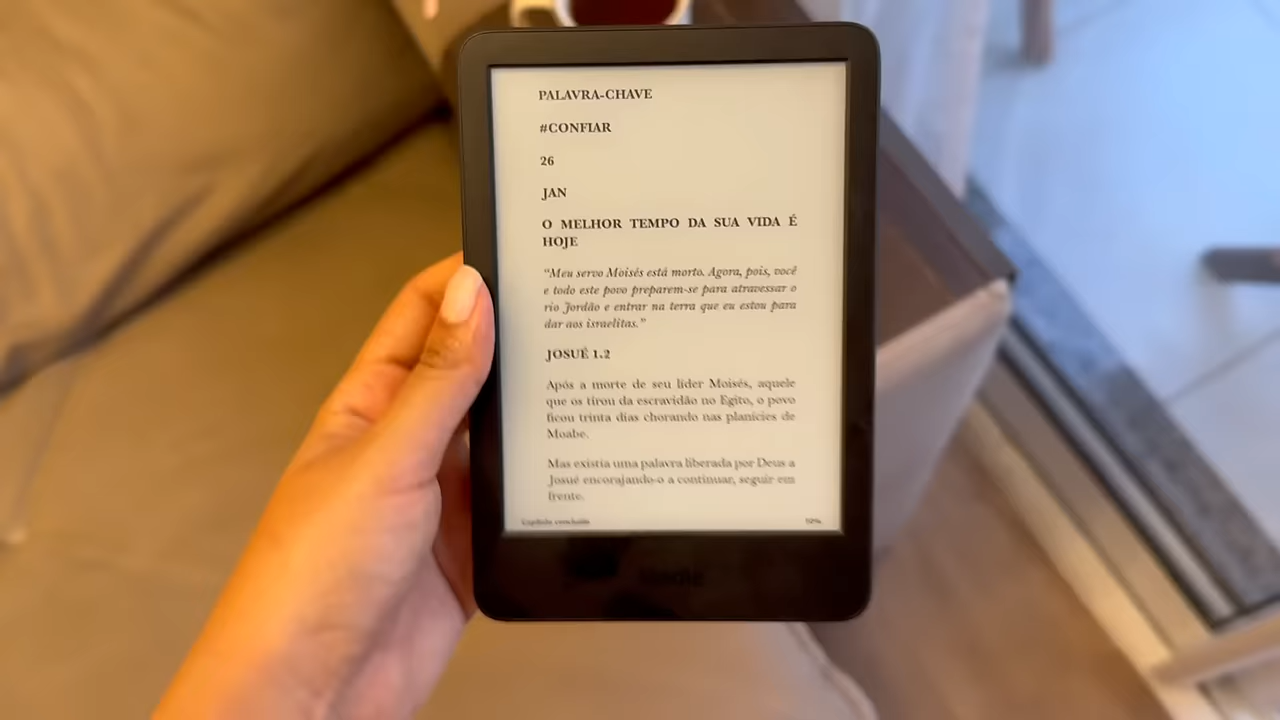 PALAVRA-CHAVE
#CONFIAR
26
JAN
O MELHOR TEMPO DA SUA VIDA É
HOJE
“Meu servo Moisés está morto. Agora, pois, você
e todo este povo preparem-se para atravessar o
rio Jordão e entrar na terra que eu estou para
dar aos israelitas.”
JOSUÉ 1.2
Após a morte de seu líder Moisés, aquele
que os tirou da escravidão no Egito, o povo
ficou trinta dias chorando nas planícies de
Moabe.
Mas existia uma palavra liberada por Deus a
Josué encorajando-o a continuar, seguir em
frente.
Capítulo concluído
kindle